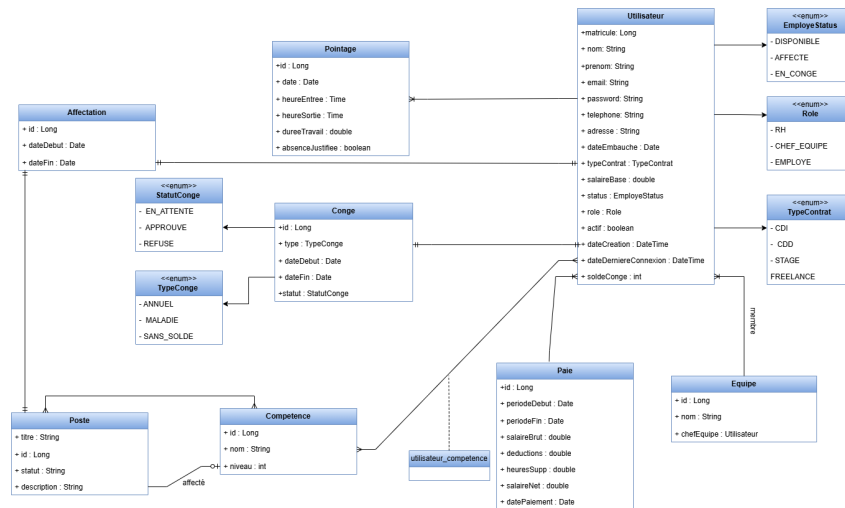 Utilisateur
+matricule: Long
+ nom: String
+prenom: String
+ email: String
+ password: String
+ telephone: String
+ adresse : String
+ dateEmbauche : Date
+ typeContrat : TypeContrat
+ salaireBase : double
+ status : EmployeStatus
+ role : Role
+ actif : boolean
+ dateCreation : DateTime
+ dateDerniereConnexion : DateTime
+ soldeConge : int
<<enum>>
EmployeStatus
- DISPONIBLE
- AFFECTE
- EN_CONGE
<<enum>>
Role
- RH
- CHEF_EQUIPE
- EMPLOYE
<<enum>>
TypeContrat
- CDI
- CDD
- STAGE
FREELANCE
Pointage
+id : Long
+ date : Date
+ heureEntree : Time
+ heureSortie : Time
+ dureeTravail : double
+ absenceJustifiee : boolean
Affectation
+ id : Long
+ dateDebut : Date
+ dateFin : Date
<<enum>>
StatutConge
- EN_ATTENTE
- APPROUVE
- REFUSE
Conge
+id : Long
+ type : TypeConge
+ dateDebut : Date
+ dateFin : Date
+statut : StatutConge
<<enum>>
TypeConge
- ANNUEL
- MALADIE
- SANS_SOLDE
membre
Paie
+id : Long
+ periodeDebut : Date
+ periodeFin : Date
+ salaireBrut : double
+ deductions : double
+ heuresSupp : double
+ salaireNet : double
+ datePaiement : Date
Equipe
+ id : Long
+ nom : String
+ chefEquipe : Utilisateur
Poste
+ titre : String
+ id : Long
+ statut : String
+ description : String
affecté
Competence
+ id : Long
+ nom : String
+ niveau : int
utilisateur_competence